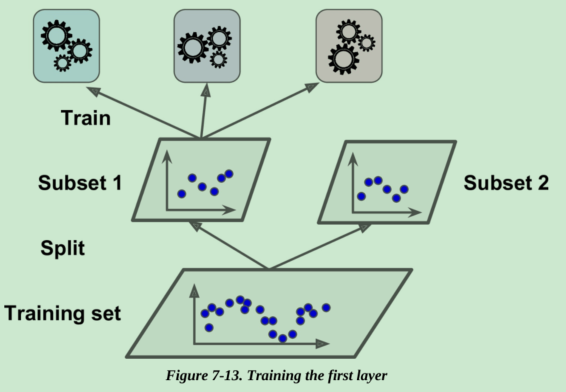 Train
Subset 1
Subset 2
Split
Training set
Figure 7-13. Training the first layer